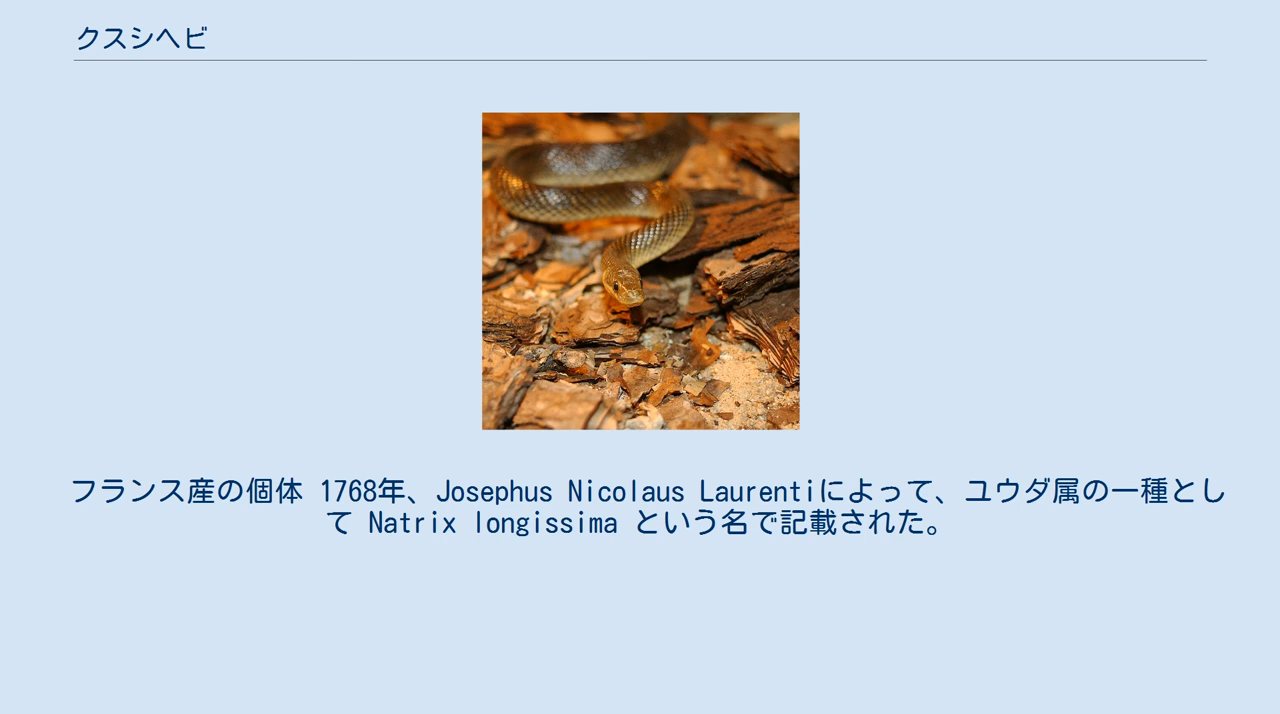 クスシヘビ
フランス産の個体 1768年、Josephus Nicolaus Laurentiによって、ユウダ属の一種とし
て Natrix longissima という名で記載された。